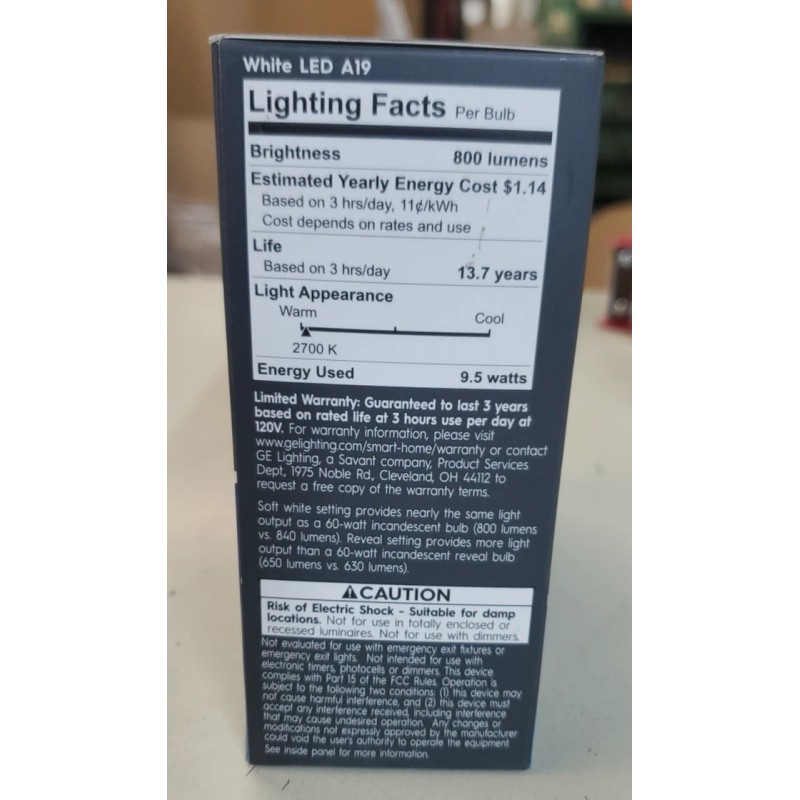 White LED A19
Lighting Facts Per Bulb
Brightness 800 lumens
Estimated Yearly Energy Cost $1.14
Based on 3 hrs/day, 11¢/kWh
Cost depends on rates and use
Life
Based on 3 hrs/day 13.7 years
Light Appearance
Warm Cool
2700 K
Energy Used 9.5 watts
Limited Warranty: Guaranteed to last 3 years
based on rated life at 3 hours use per day at
120V. For warranty information, please visit
www.gelighting.com/smart-home/warranty or contact
GE Lighting, a Savant company, Product Services
Dept, 1975 Noble Rd., Cleveland, OH 44112 to
request a free copy of the warranty terms.
Soft white setting provides nearly the same light
output as a 60-watt incandescent bulb (800 lumens
vs. 840 lumens). Reveal setting provides more light
output than a 60-watt incandescent reveal bulb
(650 lumens vs. 630 lumens).
⚠CAUTION
Risk of Electric Shock - Suitable for damp
locations. Not for use in totally enclosed or
recessed luminaires. Not for use with dimmers.
Not evaluated for use with emergency exit fixtures or
emergency exit lights. Not intended for use with
electronic timers, photocells or dimmers. This device
complies with Part 15 of the FCC Rules. Operation is
subject to the following two conditions: (1) this device may
not cause harmful interference, and (2) this device must
accept any interference received, including interference
that may cause undesired operation. Any changes or
modifications not expressly approved by the manufacturer
could void the user's authority to operate the equipment.
See inside panel for more information.